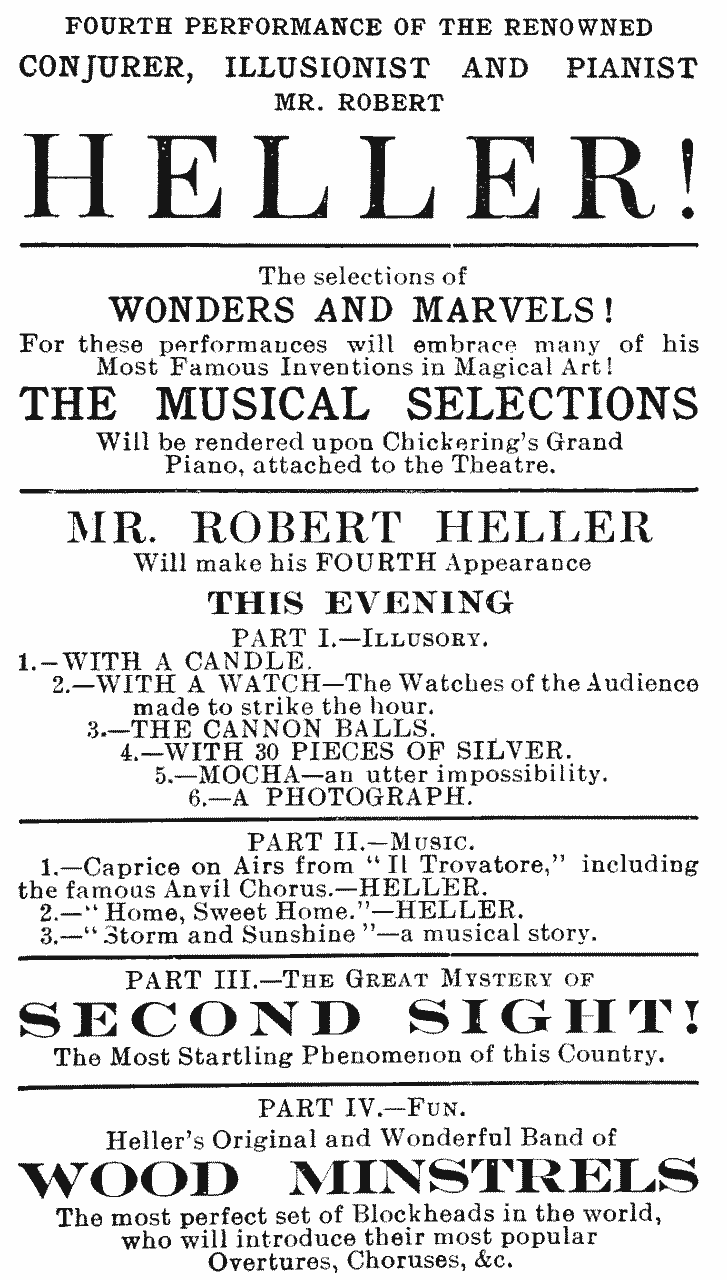 FOURTH PERFORMANCE OF THE RENOWNED
CONJURER, ILLUSIONIST AND PIANIST
MR. ROBERT
HELLER!
The selections of
WONDERS AND MARVELS!
For these performances will embrace many of his
Most Famous Inventions in Magical Art!
THE MUSICAL SELECTIONS
Will be rendered upon Chickering's Grand
Piano, attached to the Theatre.
MR. ROBERT HELLER
Will make his FOURTH Appearance
THIS EVENING
PART I.—ILLUSORY.
1.—WITH A CANDLE.
2.—WITH A WATCH—The Watches of the Audience
made to strike the hour.
3.—THE CANNON BALLS.
4.—WITH 30 PIECES OF SILVER.
5.—MOCHA—an utter impossibility.
6.—A PHOTOGRAPH.
PART II.—MUSIC.
1.—Caprice on Airs from "Il Trovatore," including
the famous Anvil Chorus.—HELLER.
2.—"Home, Sweet Home."—HELLER.
3.—"Storm and Sunshine"—a musical story.
PART III.—THE GREAT MYSTERY OF
SECOND SIGHT!
The Most Startling Phenomenon of this Country.
PART IV.—FUN.
Heller's Original and Wonderful Band of
WOOD MINSTRELS
The most perfect set of Blockheads in the world,
who will introduce their most popular
Overtures, Choruses, &c.